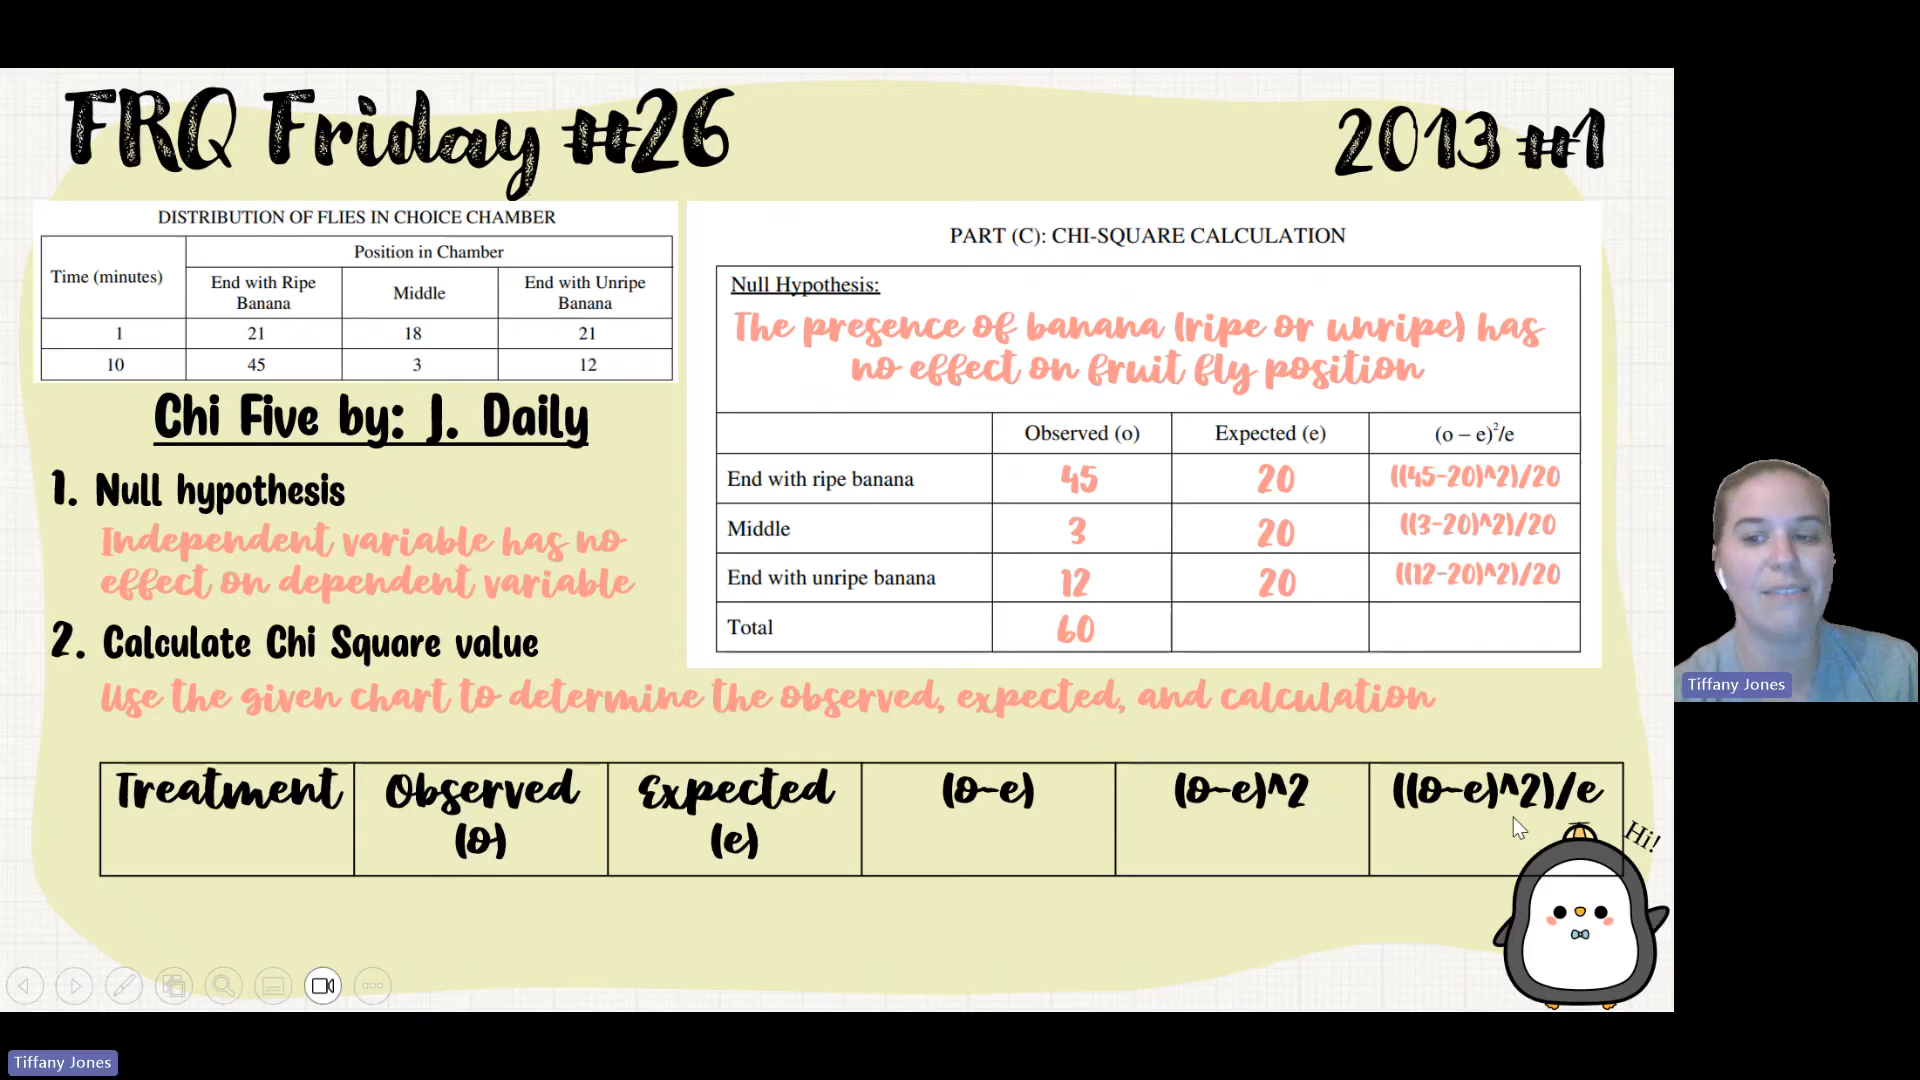 FRQ Friday #26
2013 #1
DISTRIBUTION OF FLIES IN CHOICE CHAMBER
Time (minutes)
Position in Chamber
End with Ripe Banana
Middle
End with Unripe Banana
1 21 18 21
10 45 3 12
PART (C): CHI-SQUARE CALCULATION
Null Hypothesis:
The presence of banana (ripe or unripe) has
no effect on fruit fly position
Observed (o) Expected (e) (o – e)²/e
End with ripe banana 45 20 ((45-20)^2)/20
Middle 3 20 ((3-20)^2)/20
End with unripe banana 12 20 ((12-20)^2)/20
Total 60
Chi Five by: J. Daily
1. Null hypothesis
Independent variable has no
effect on dependent variable
2. Calculate Chi Square value
Use the given chart to determine the observed, expected, and calculation
Treatment Observed (o) Expected (e) (o-e) (o-e)^2 ((o-e)^2)/e
Hi!
Tiffany Jones
Tiffany Jones